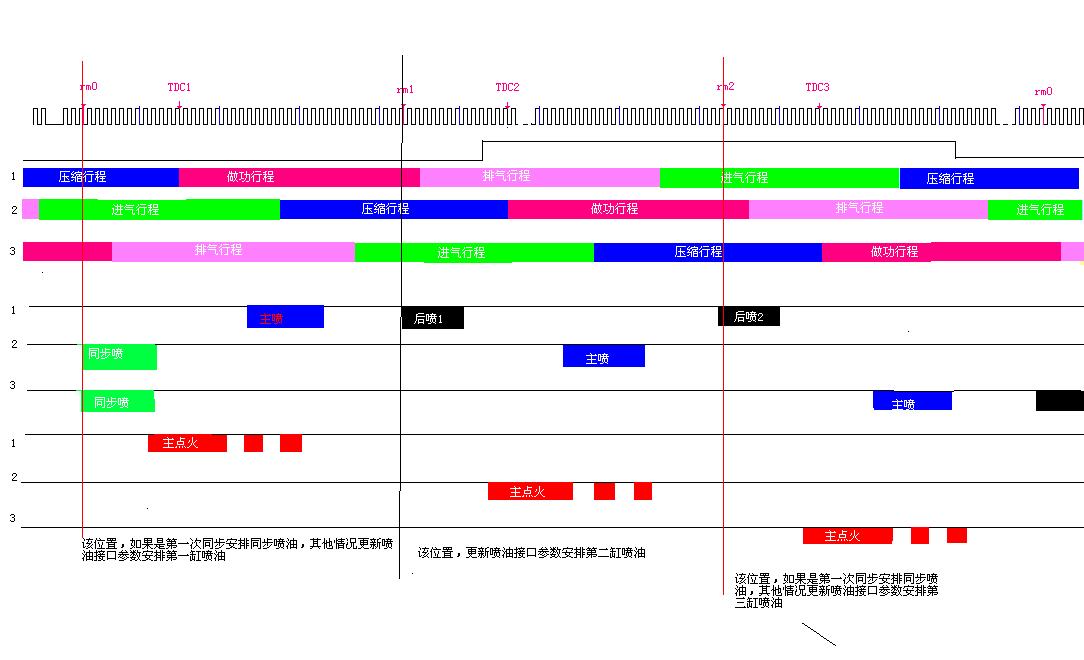 rm0 TDC1 rm1 TDC2 rm2 TDC3 rm0
1 压缩行程 做功行程 排气行程 进气行程 压缩行程
2 进气行程 压缩行程 做功行程 排气行程 进气行程
3 排气行程 进气行程 压缩行程 做功行程
1 主喷 后喷1 后喷2
2 同步喷 主喷
3 同步喷 主喷
1 主点火
2 主点火
3 主点火
该位置，如果是第一次同步安排同步喷油，其他情况更新喷
油接口参数安排第一缸喷油
该位置，更新喷油接口参数安排第二缸喷油
该位置，如果是第一次同步安排同步喷
油，其他情况更新喷油接口参数安排第
三缸喷油